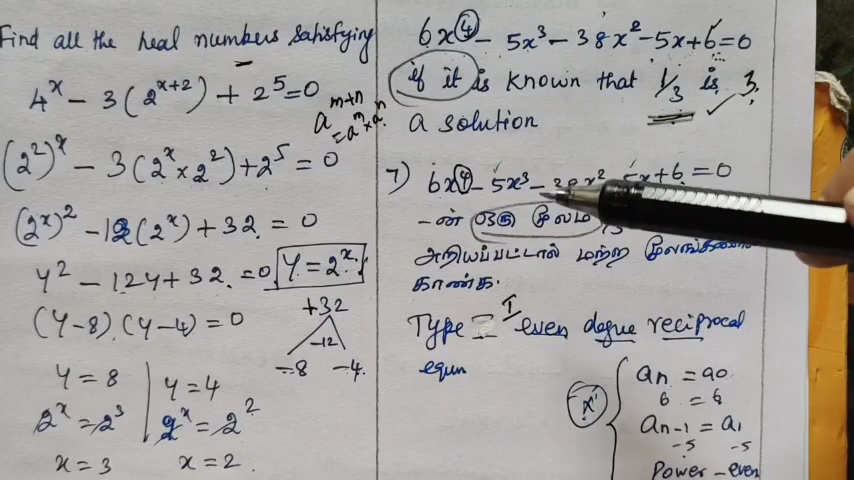 Find all the real numbers satisfying
4^x - 3(2^{x+2}) + 2^5 = 0
a^{m+n}
= a^m × a^n
(2^2)^x - 3(2^x × 2^2) + 2^5 = 0
(2^x)^2 - 12(2^x) + 32 = 0
y^2 - 12y + 32 = 0 y = 2^x
(y-8).(y-4) = 0
+32
-12
-8 -4
y = 8 y = 4
2^x = 2^3 2^x = 2^2
x = 3 x = 2.
6x^4 - 5x^3 - 38x^2 - 5x + 6 = 0
if it is known that 1/3 is
a solution
7) 6x^4 - 5x^3 - x^2 5x + 6 = 0
-ன் ஒரு மூலம்
அறியப்பட்டால் மற்ற
காண்க.
Type I even degue reciprocal
equn
an = a0
6 = 6
an-1 = a1
-5 -5
Power - even